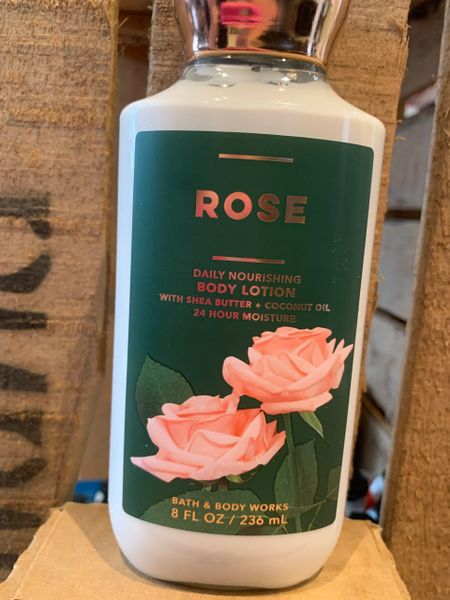 ROSE
DAILY NOURISHING
BODY LOTION
WITH SHEA BUTTER + COCONUT OIL
24 HOUR MOISTURE
BATH & BODY WORKS
8 FL OZ / 236 mL